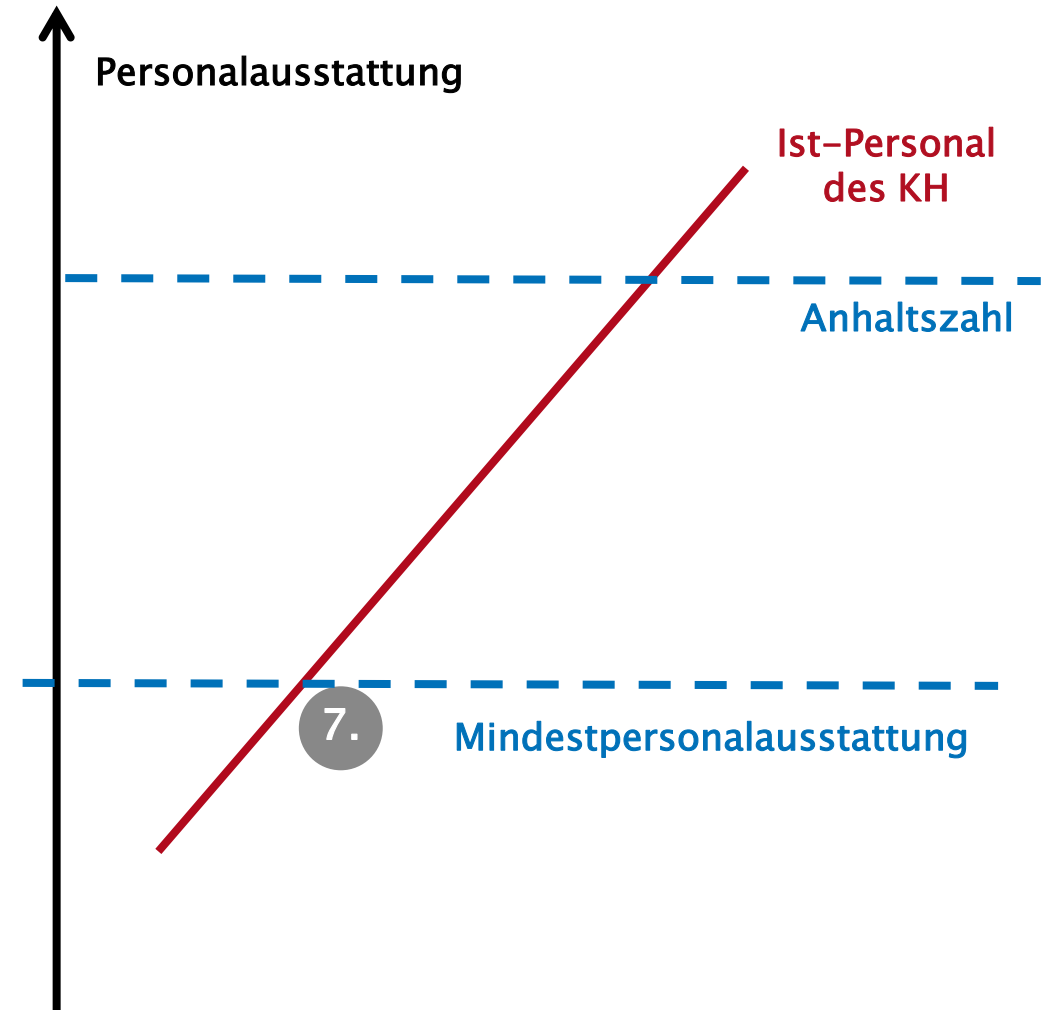 Personalausstattung
Ist-Personal
des KH
Anhaltszahl
7.
Mindestpersonalausstattung